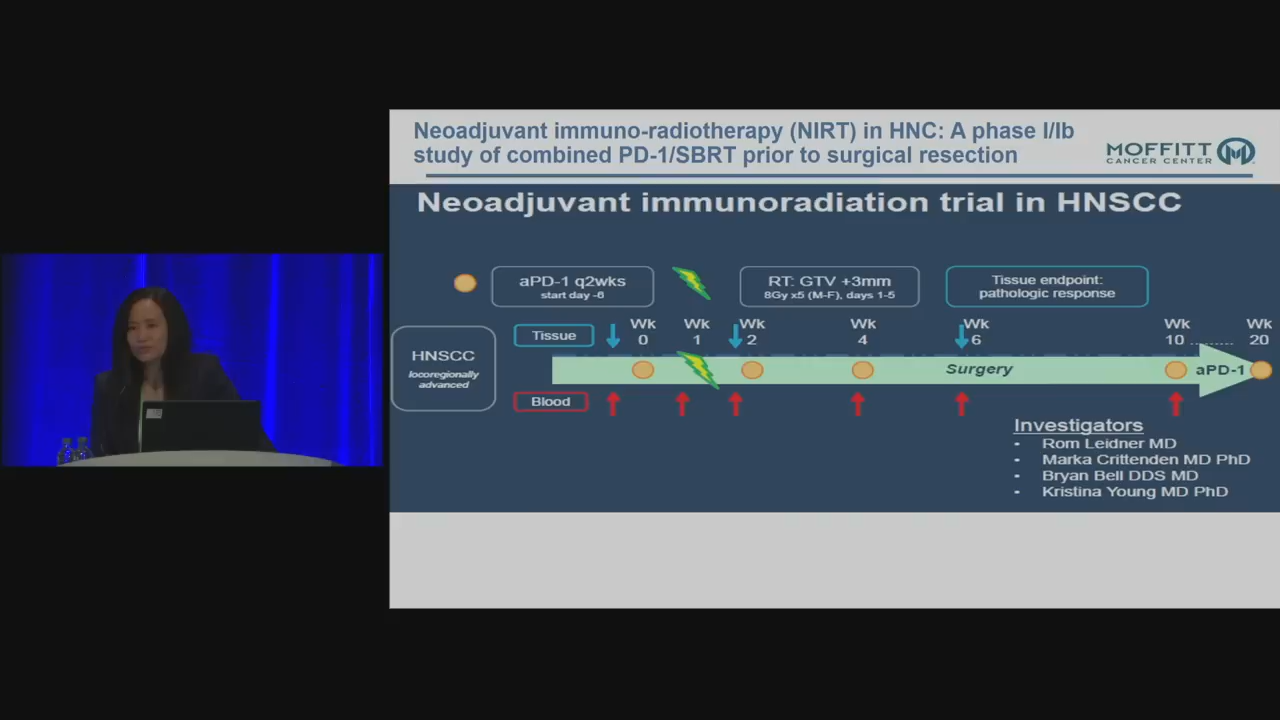 Neoadjuvant immuno-radiotherapy (NIRT) in HNC: A phase I/Ib
study of combined PD-1/SBRT prior to surgical resection
MOFFITT
CANCER CENTER
Neoadjuvant immunoradiation trial in HNSCC
aPD-1 q2wks
start day -6
RT: GTV +3mm
8Gy x5 (M-F), days 1-5
Tissue endpoint:
pathologic response
Tissue
Wk 0
Wk 1
Wk 2
Wk 4
Wk 6
Wk 10
Wk 20
HNSCC
locoregionally
advanced
Surgery
aPD-1
Blood
Investigators
• Rom Leidner MD
• Marka Crittenden MD PhD
• Bryan Bell DDS MD
• Kristina Young MD PhD